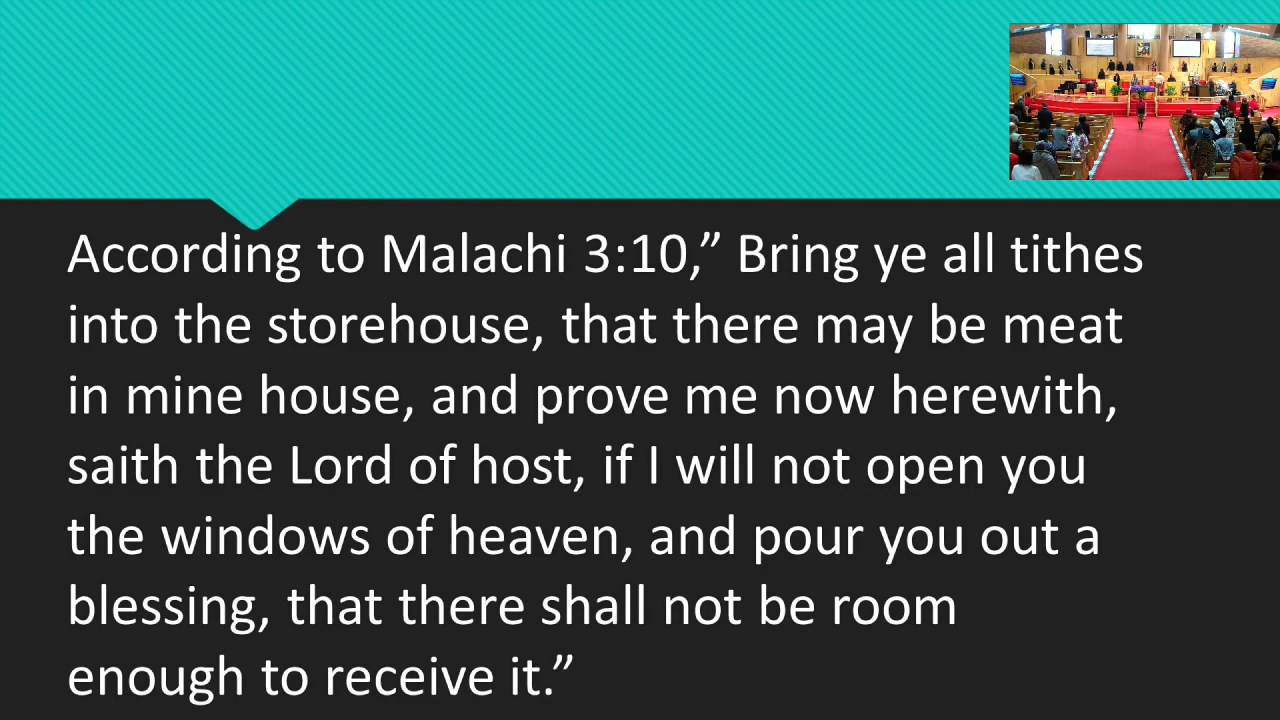 According to Malachi 3:10,” Bring ye all tithes
into the storehouse, that there may be meat
in mine house, and prove me now herewith,
saith the Lord of host, if I will not open you
the windows of heaven, and pour you out a
blessing, that there shall not be room
enough to receive it.”